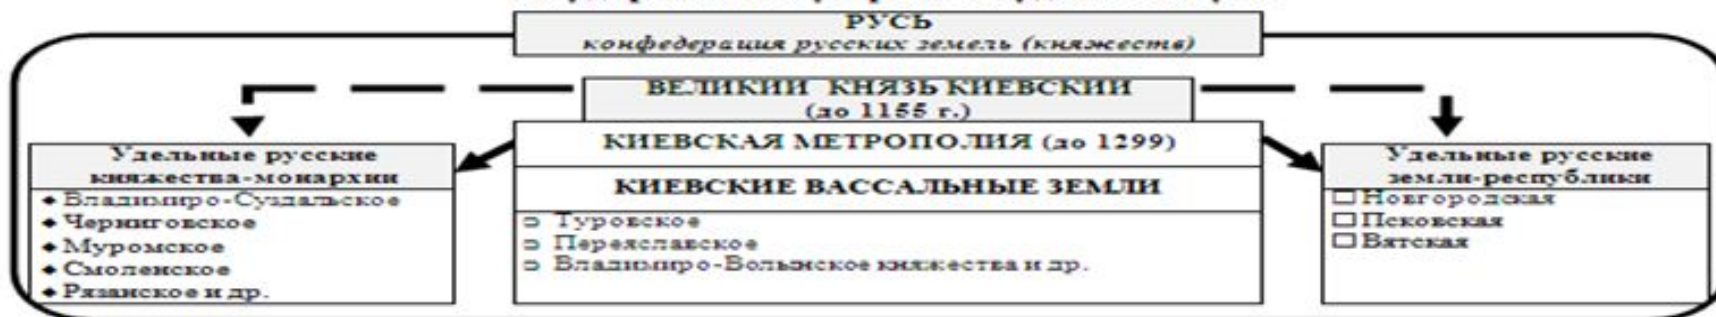 РУСЬ
конфедерация русских земель (княжеств)
ВЕЛИКИЙ КНЯЗЬ КИЕВСКИЙ
(до 1155 г.)
КИЕВСКАЯ МЕТРОПОЛИЯ (до 1299)
КИЕВСКИЕ ВАССАЛЬНЫЕ ЗЕМЛИ
Туровское
Переяславское
Владимиро-Волынское княжества и др.
Удельные русские
княжества-монархии
Владимиро-Суздальское
Черниговское
Муромское
Смоленское
Рязанское и др.
Удельные русские
земли-республики
Новгородская
Псковская
Вятская